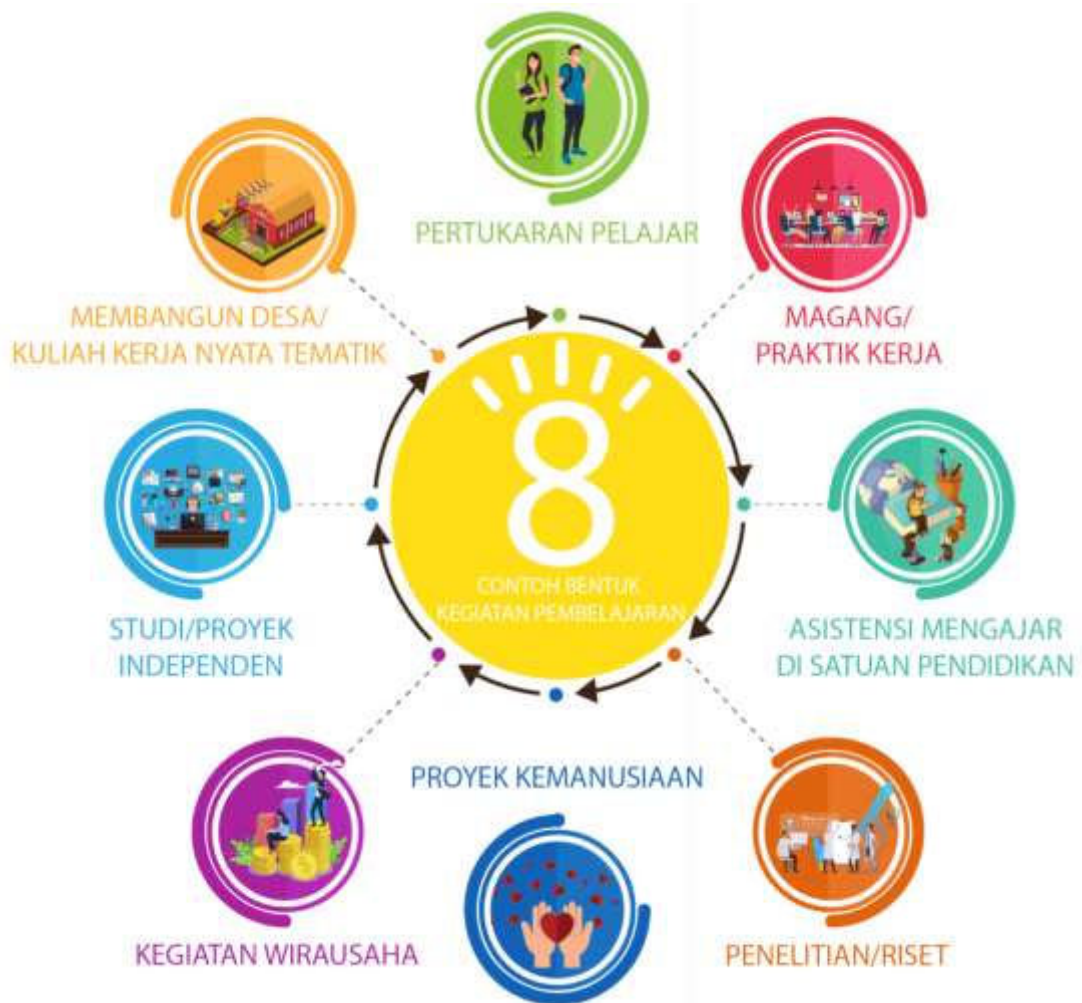 PERTUKARAN PELAJAR
MAGANG/
PRAKTIK KERJA
ASISTENSI MENGAJAR
DI SATUAN PENDIDIKAN
PENELITIAN/RISET
PROYEK KEMANUSIAAN
KEGIATAN WIRAUSAHA
STUDI/PROYEK
INDEPENDEN
MEMBANGUN DESA/
KULIAH KERJA NYATA TEMATIK
8
CONTOH BENTUK
KEGIATAN PEMBELAJARAN